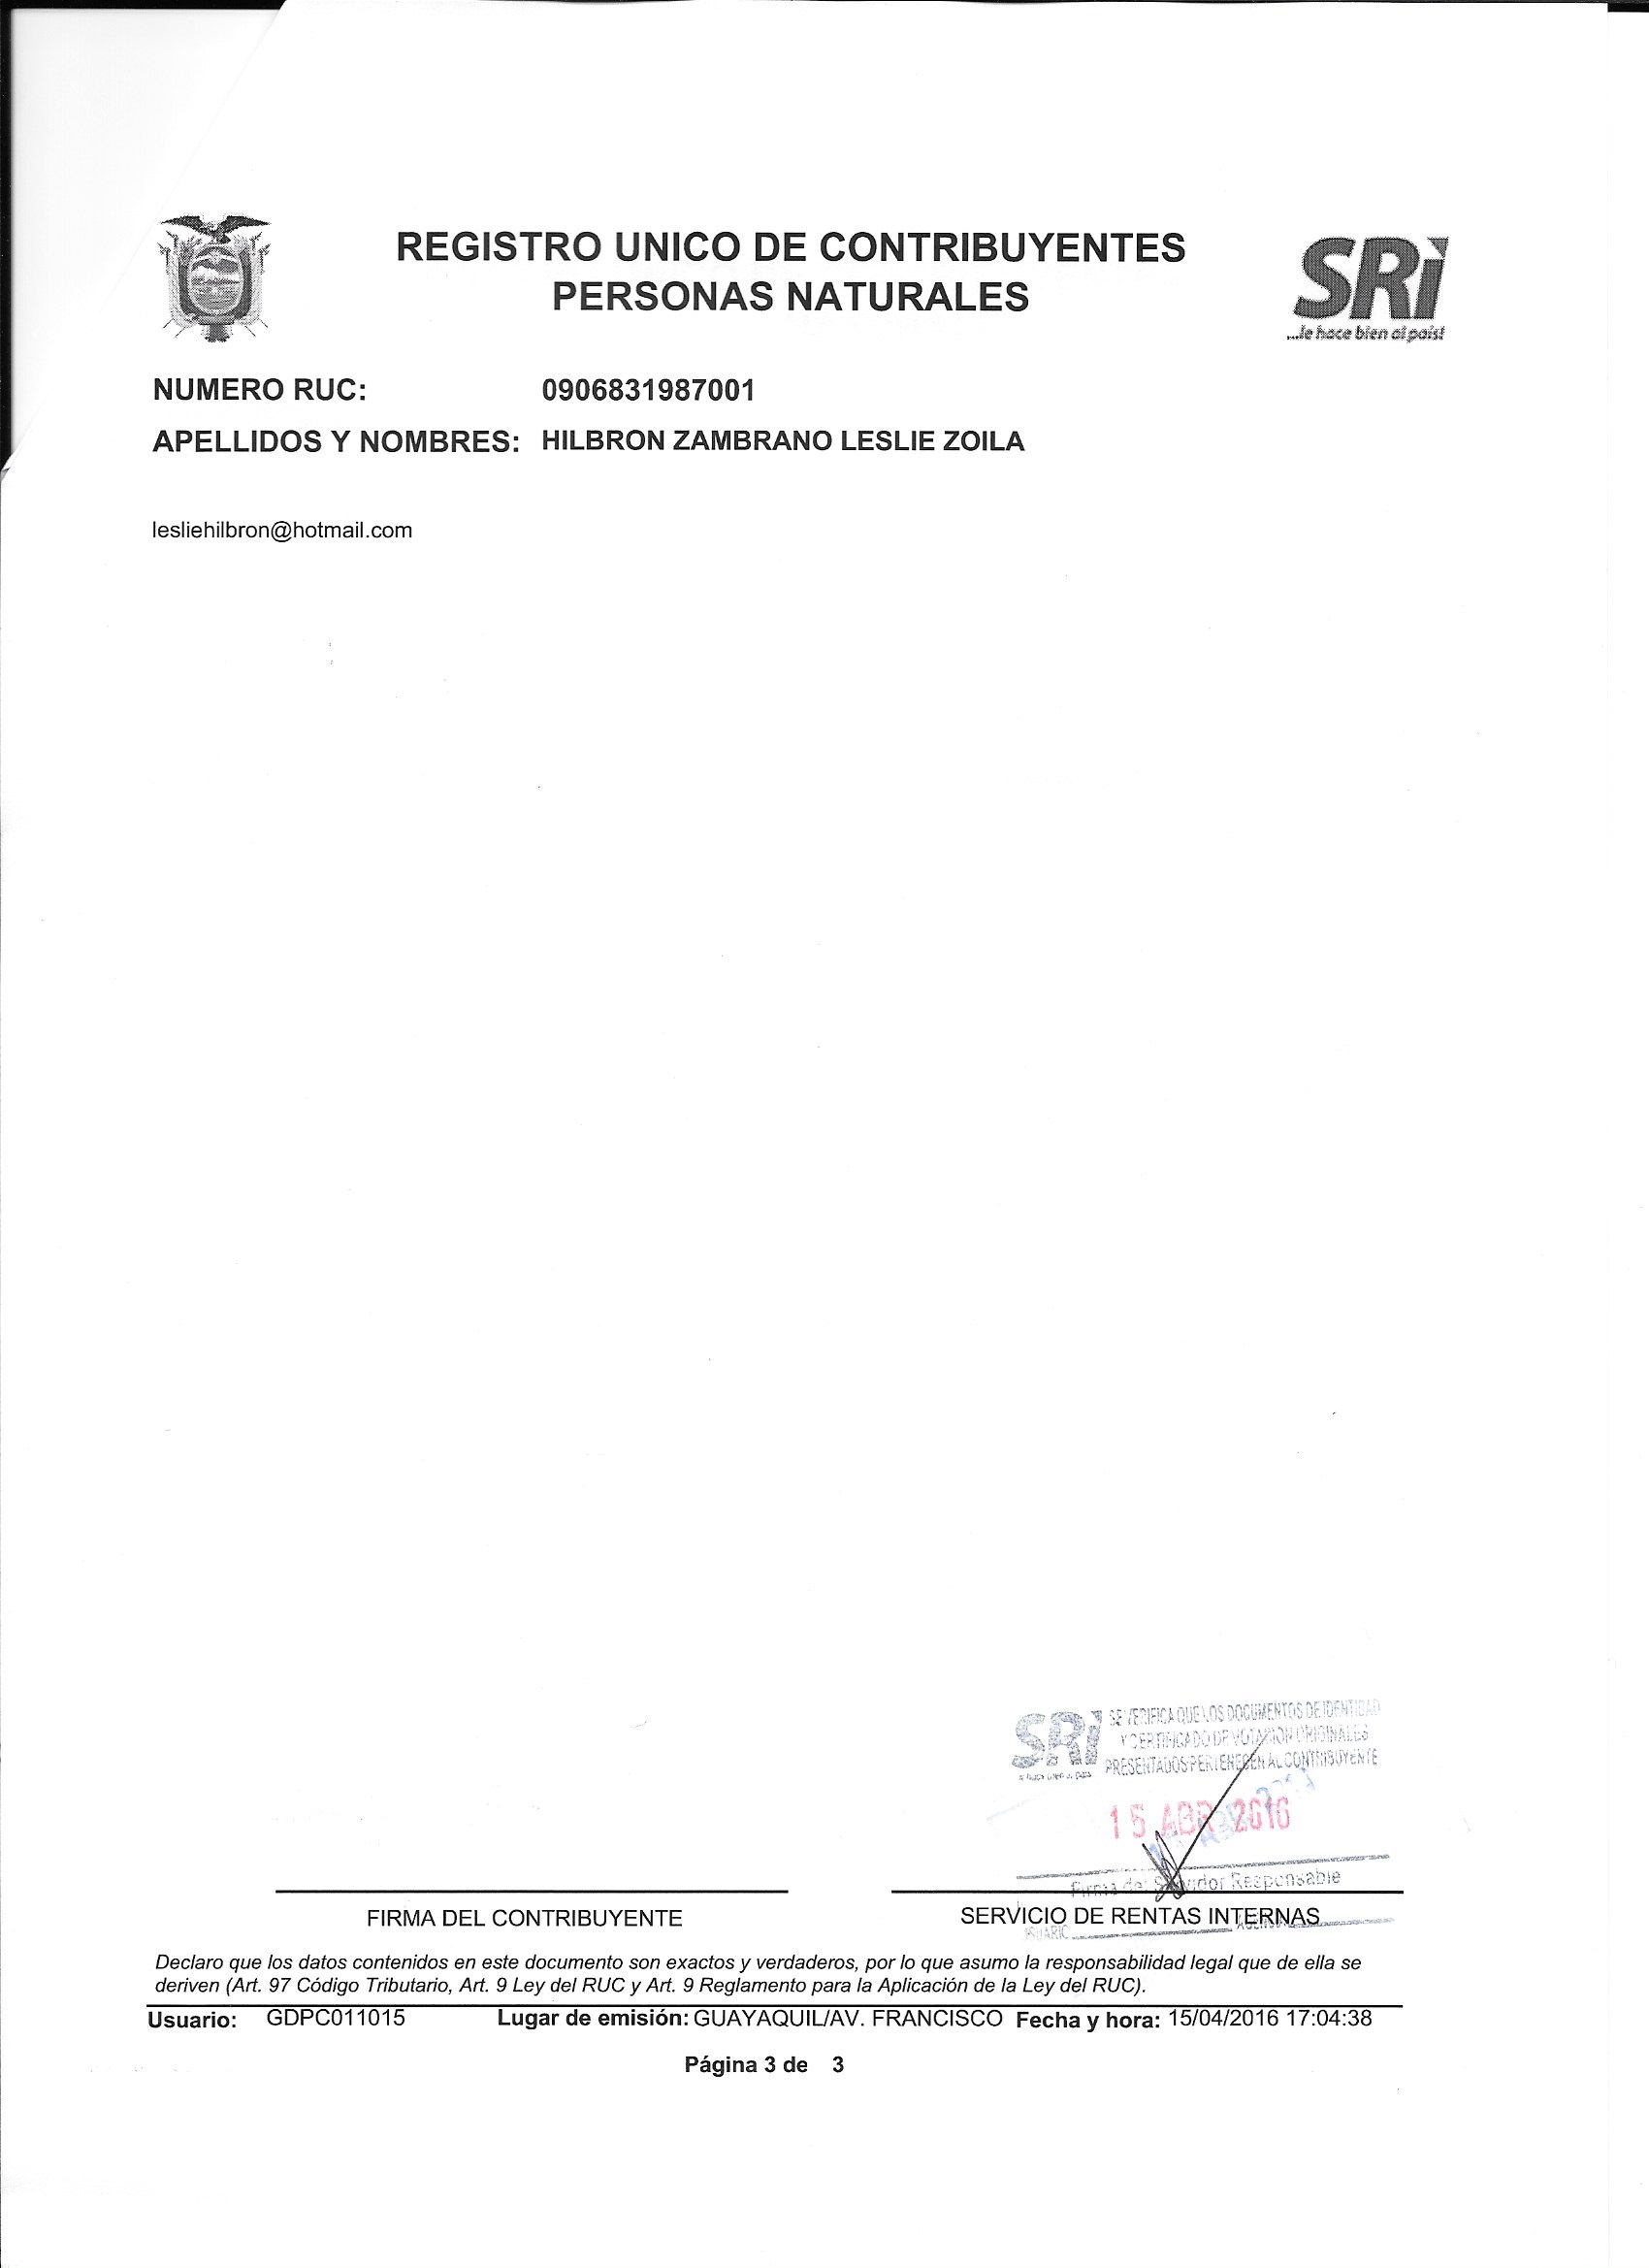 REGISTRO UNICO DE CONTRIBUYENTES
PERSONAS NATURALES
SRi
...le hace bien al país!
NUMERO RUC: 0906831987001
APELLIDOS Y NOMBRES: HILBRON ZAMBRANO LESLIE ZOILA
lesliehilbron@hotmail.com
SRi SE VERIFICA QUE LOS DOCUMENTOS DE IDENTIDAD
Y CERTIFICADO DE VOTACION ORIGINALES
PRESENTADOS PERTENECEN AL CONTRIBUYENTE
15 ABR 2016
Firma del Servidor Responsable
FIRMA DEL CONTRIBUYENTE
SERVICIO DE RENTAS INTERNAS
Declaro que los datos contenidos en este documento son exactos y verdaderos, por lo que asumo la responsabilidad legal que de ella se
deriven (Art. 97 Código Tributario, Art. 9 Ley del RUC y Art. 9 Reglamento para la Aplicación de la Ley del RUC).
Usuario: GDPC011015 Lugar de emisión: GUAYAQUIL/AV. FRANCISCO Fecha y hora: 15/04/2016 17:04:38
Página 3 de 3